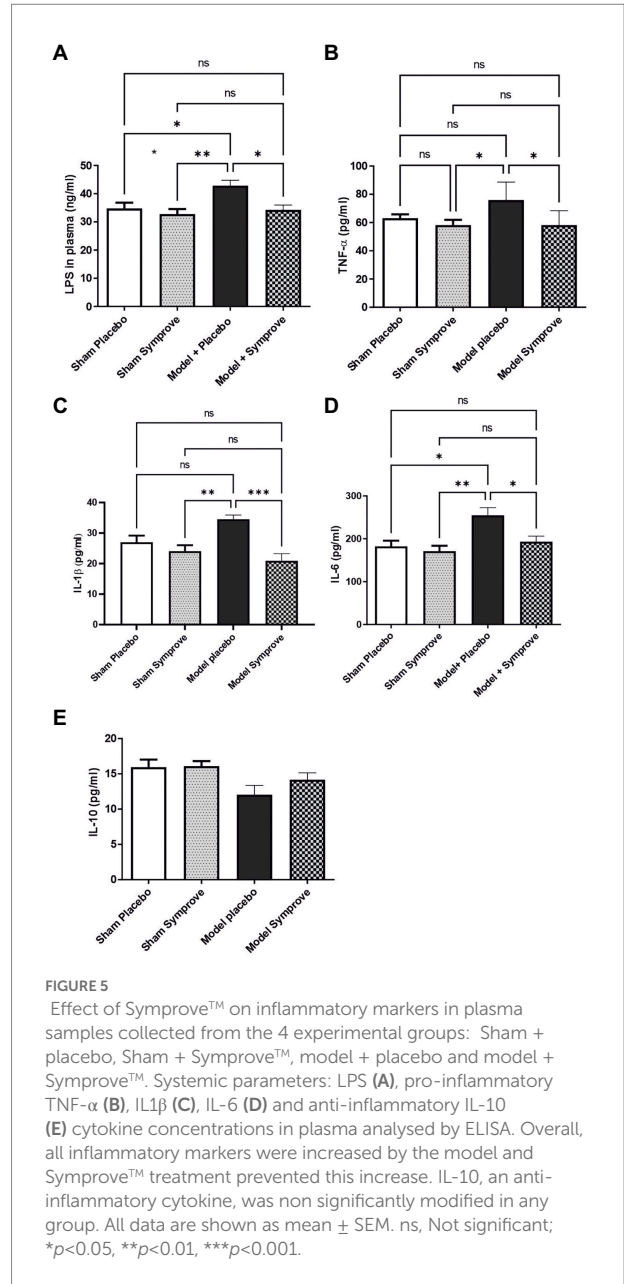 A
ns
ns
*
* ** *
LPS in plasma (ng/ml)
50
40
30
20
10
0
Sham Placebo
Sham Symprove
Model + Placebo
Model + Symprove
B
ns
ns
ns
ns * *
TNF-α (pg/ml)
100
80
60
40
20
0
Sham Placebo
Sham Symprove
Model placebo
Model Symprove
C
ns
ns
ns
** ***
IL-1β (pg/ml)
40
30
20
10
0
Sham Placebo
Sham Symprove
Model placebo
Model Symprove
D
ns
ns
*
** *
IL-6 (pg/ml)
300
200
100
0
Sham Placebo
Sham Symprove
Model+ Placebo
Model + Symprove
E
IL-10 (pg/ml)
20
15
10
5
0
Sham Placebo
Sham Symprove
Model placebo
Model Symprove
FIGURE 5
Effect of Symprove™ on inflammatory markers in plasma
samples collected from the 4 experimental groups: Sham +
placebo, Sham + Symprove™, model + placebo and model +
Symprove™. Systemic parameters: LPS (A), pro-inflammatory
TNF-α (B), IL1β (C), IL-6 (D) and anti-inflammatory IL-10
(E) cytokine concentrations in plasma analysed by ELISA. Overall,
all inflammatory markers were increased by the model and
Symprove™ treatment prevented this increase. IL-10, an anti-
inflammatory cytokine, was non significantly modified in any
group. All data are shown as mean ± SEM. ns, Not significant;
*p<0.05, **p<0.01, ***p<0.001.